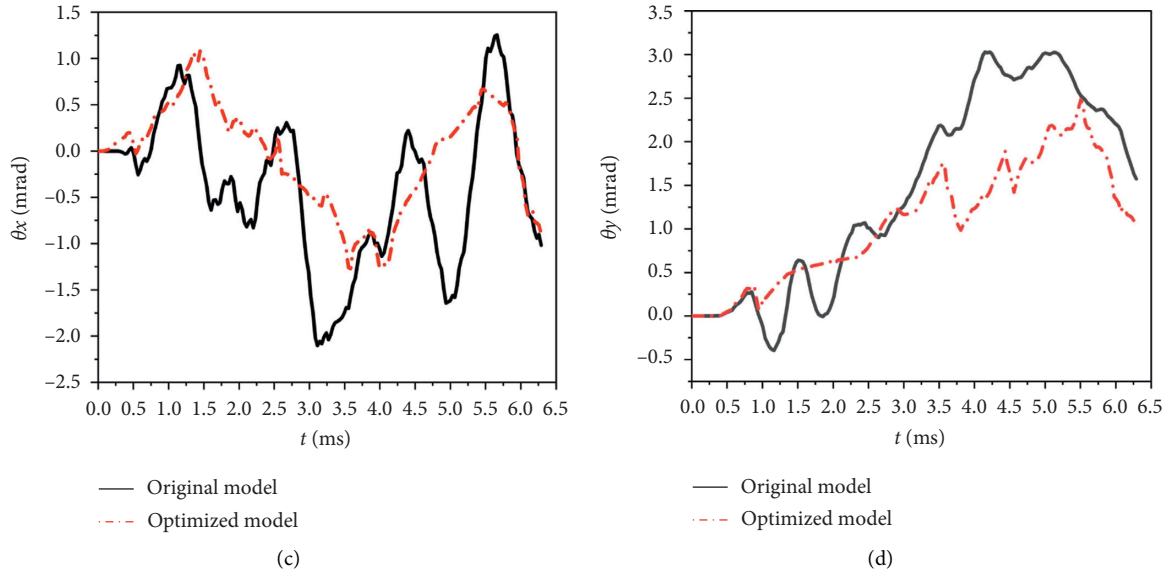 1.5
1.0
0.5
0.0
–0.5
–1.0
–1.5
–2.0
–2.5
θx (mrad)
0.0 0.5 1.0 1.5 2.0 2.5 3.0 3.5 4.0 4.5 5.0 5.5 6.0 6.5
t (ms)
Original model
Optimized model
(c)
3.5
3.0
2.5
2.0
1.5
1.0
0.5
0.0
–0.5
θy (mrad)
0.0 0.5 1.0 1.5 2.0 2.5 3.0 3.5 4.0 4.5 5.0 5.5 6.0 6.5
t (ms)
Original model
Optimized model
(d)